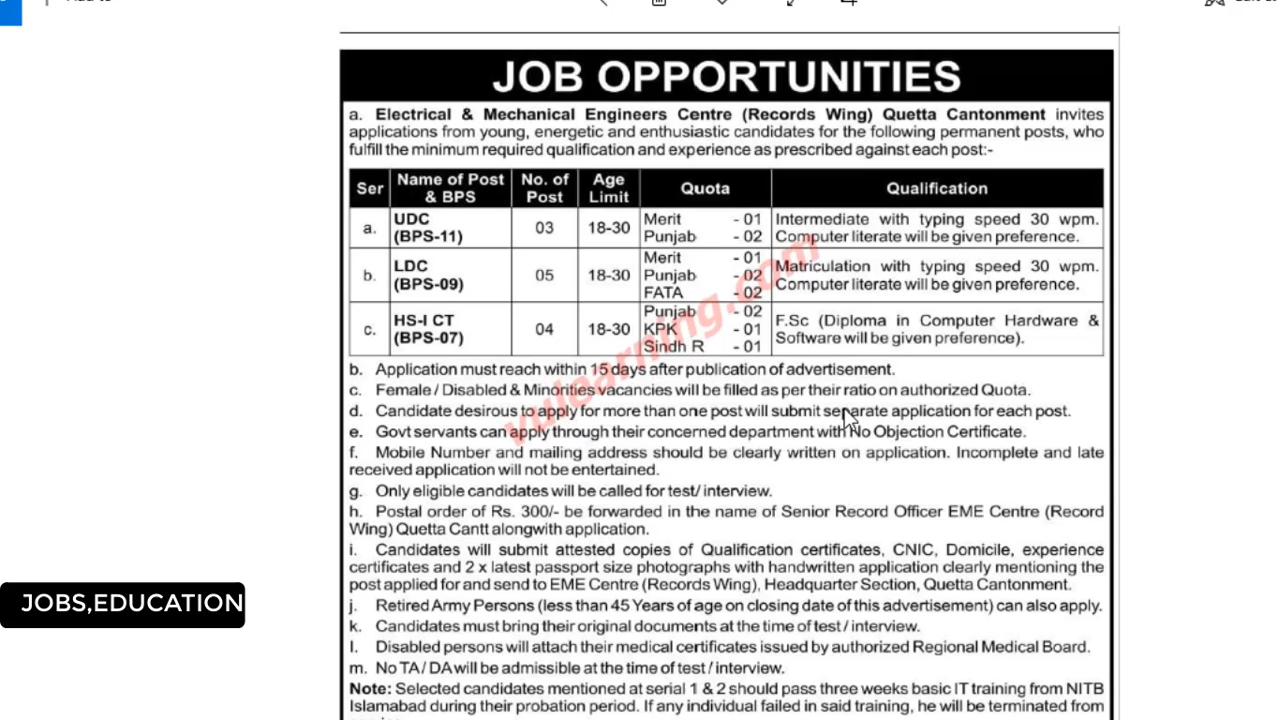 JOB OPPORTUNITIES
a. Electrical & Mechanical Engineers Centre (Records Wing) Quetta Cantonment invites
applications from young, energetic and enthusiastic candidates for the following permanent posts, who
fulfill the minimum required qualification and experience as prescribed against each post:-
Ser Name of Post & BPS No. of Post Age Limit Quota Qualification
a. UDC (BPS-11) 03 18-30 Merit - 01 Punjab - 02 Intermediate with typing speed 30 wpm. Computer literate will be given preference.
b. LDC (BPS-09) 05 18-30 Merit - 01 Punjab - 02 FATA - 02 Matriculation with typing speed 30 wpm. Computer literate will be given preference.
c. HS-I CT (BPS-07) 04 18-30 Punjab - 02 KPK - 01 Sindh R - 01 F.Sc (Diploma in Computer Hardware & Software will be given preference).
b. Application must reach within 15 days after publication of advertisement.
c. Female / Disabled & Minorities vacancies will be filled as per their ratio on authorized Quota.
d. Candidate desirous to apply for more than one post will submit separate application for each post.
e. Govt servants can apply through their concerned department with No Objection Certificate.
f. Mobile Number and mailing address should be clearly written on application. Incomplete and late
received application will not be entertained.
g. Only eligible candidates will be called for test/ interview.
h. Postal order of Rs. 300/- be forwarded in the name of Senior Record Officer EME Centre (Record
Wing) Quetta Cantt alongwith application.
i. Candidates will submit attested copies of Qualification certificates, CNIC, Domicile, experience
certificates and 2 x latest passport size photographs with handwritten application clearly mentioning the
post applied for and send to EME Centre (Records Wing), Headquarter Section, Quetta Cantonment.
j. Retired Army Persons (less than 45 Years of age on closing date of this advertisement) can also apply.
k. Candidates must bring their original documents at the time of test / interview.
l. Disabled persons will attach their medical certificates issued by authorized Regional Medical Board.
m. No TA / DA will be admissible at the time of test / interview.
Note: Selected candidates mentioned at serial 1 & 2 should pass three weeks basic IT training from NITB
Islamabad during their probation period. If any individual failed in said training, he will be terminated from
vulearning.com
JOBS,EDUCATION